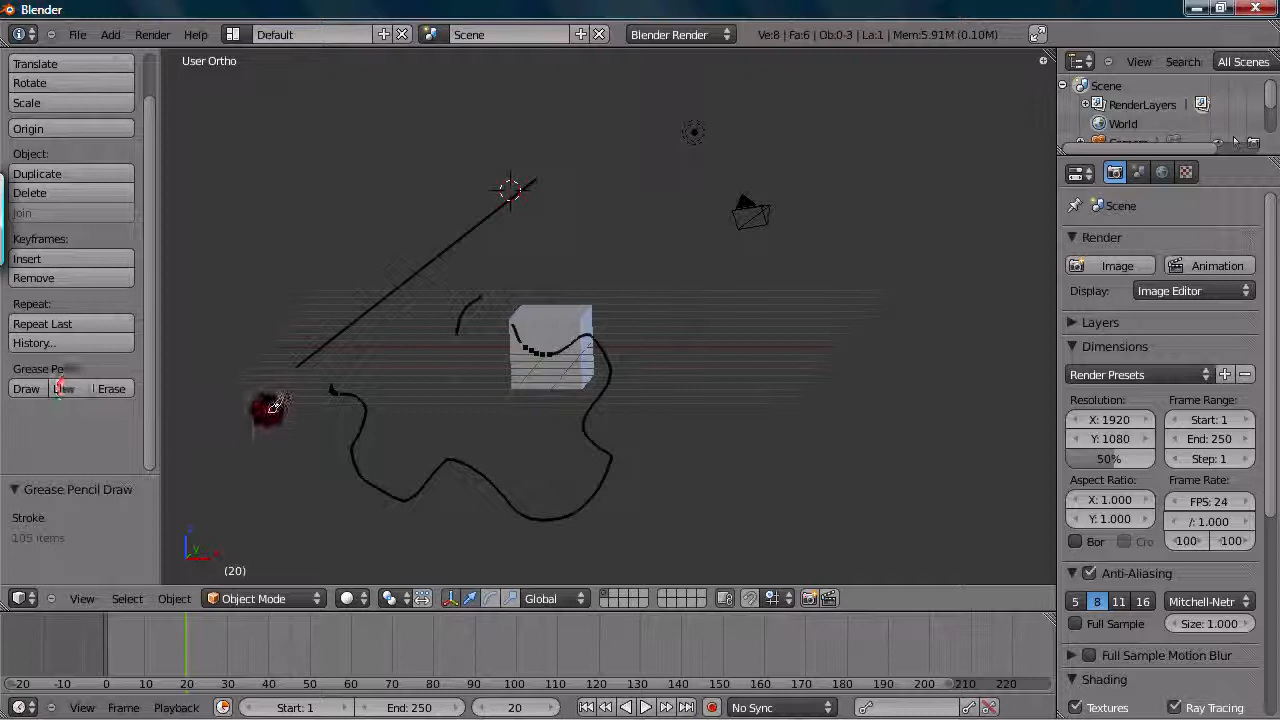 Blender
File Add Render Help Default Scene Blender Render Ve:8 | Fa:6 | Ob:0-3 | La:1 | Mem:5.91M (0.10M)
Translate
Rotate
Scale
Origin
Object:
Duplicate
Delete
Join
Keyframes:
Insert
Remove
Repeat:
Repeat Last
History...
Draw Erase
Grease Pencil Draw
Stroke
105 items
User Ortho
z
y
x
(20)
View Select Object Object Mode Global
-20 -10 0 10 20 30 40 50 60 70 80 90 100 110 120 130 140 150 160 170 180 190 200 210 220
View Frame Playback Start: 1 End: 250 20 No Sync
View Search: All Scenes
Scene
RenderLayers
World
Scene
Render
Image Animation
Display: Image Editor
Layers
Dimensions
Render Presets
Resolution: Frame Range:
X: 1920 Start: 1
Y: 1080 End: 250
50% Step: 1
Aspect Ratio: Frame Rate:
X: 1.000 FPS: 24
Y: 1.000 /: 1.000
Bor Cro 100 100
Anti-Aliasing
5 8 11 16 Mitchell-Netr
Full Sample Size: 1.000
Full Sample Motion Blur
Shading
Textures Ray Tracing